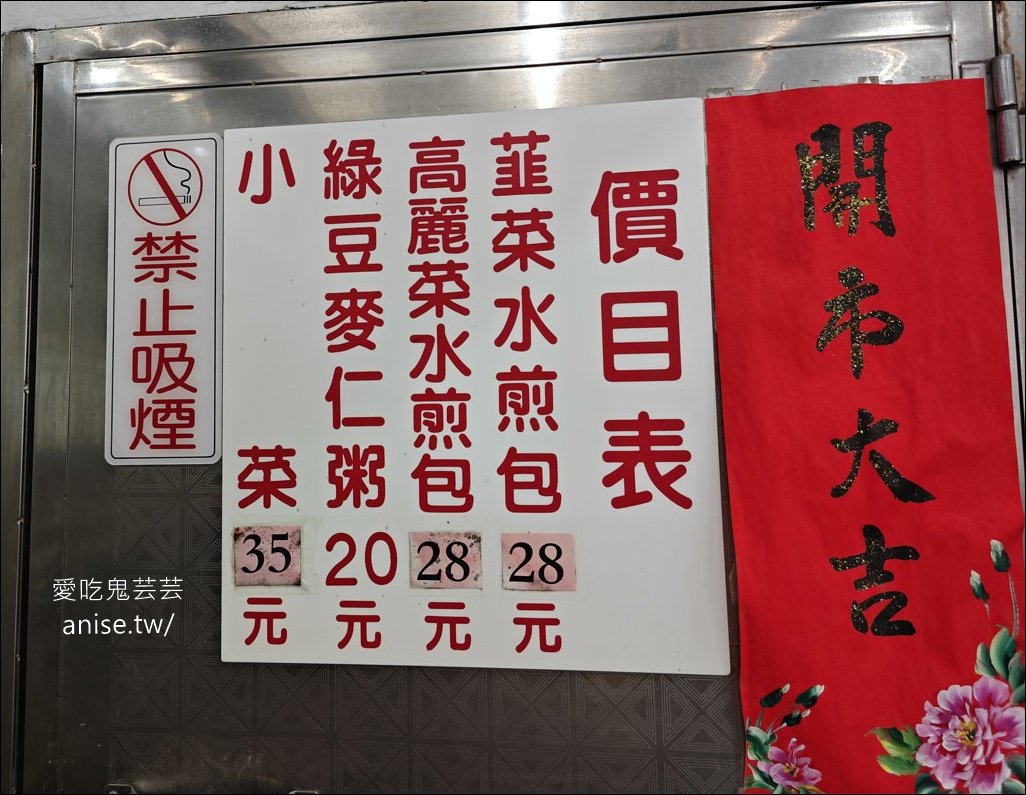 開市大吉
價目表
韮菜水煎包28元
高麗菜水煎包28元
綠豆麥仁粥20元
小菜35元
禁止吸煙
愛吃鬼芸芸
anise.tw/